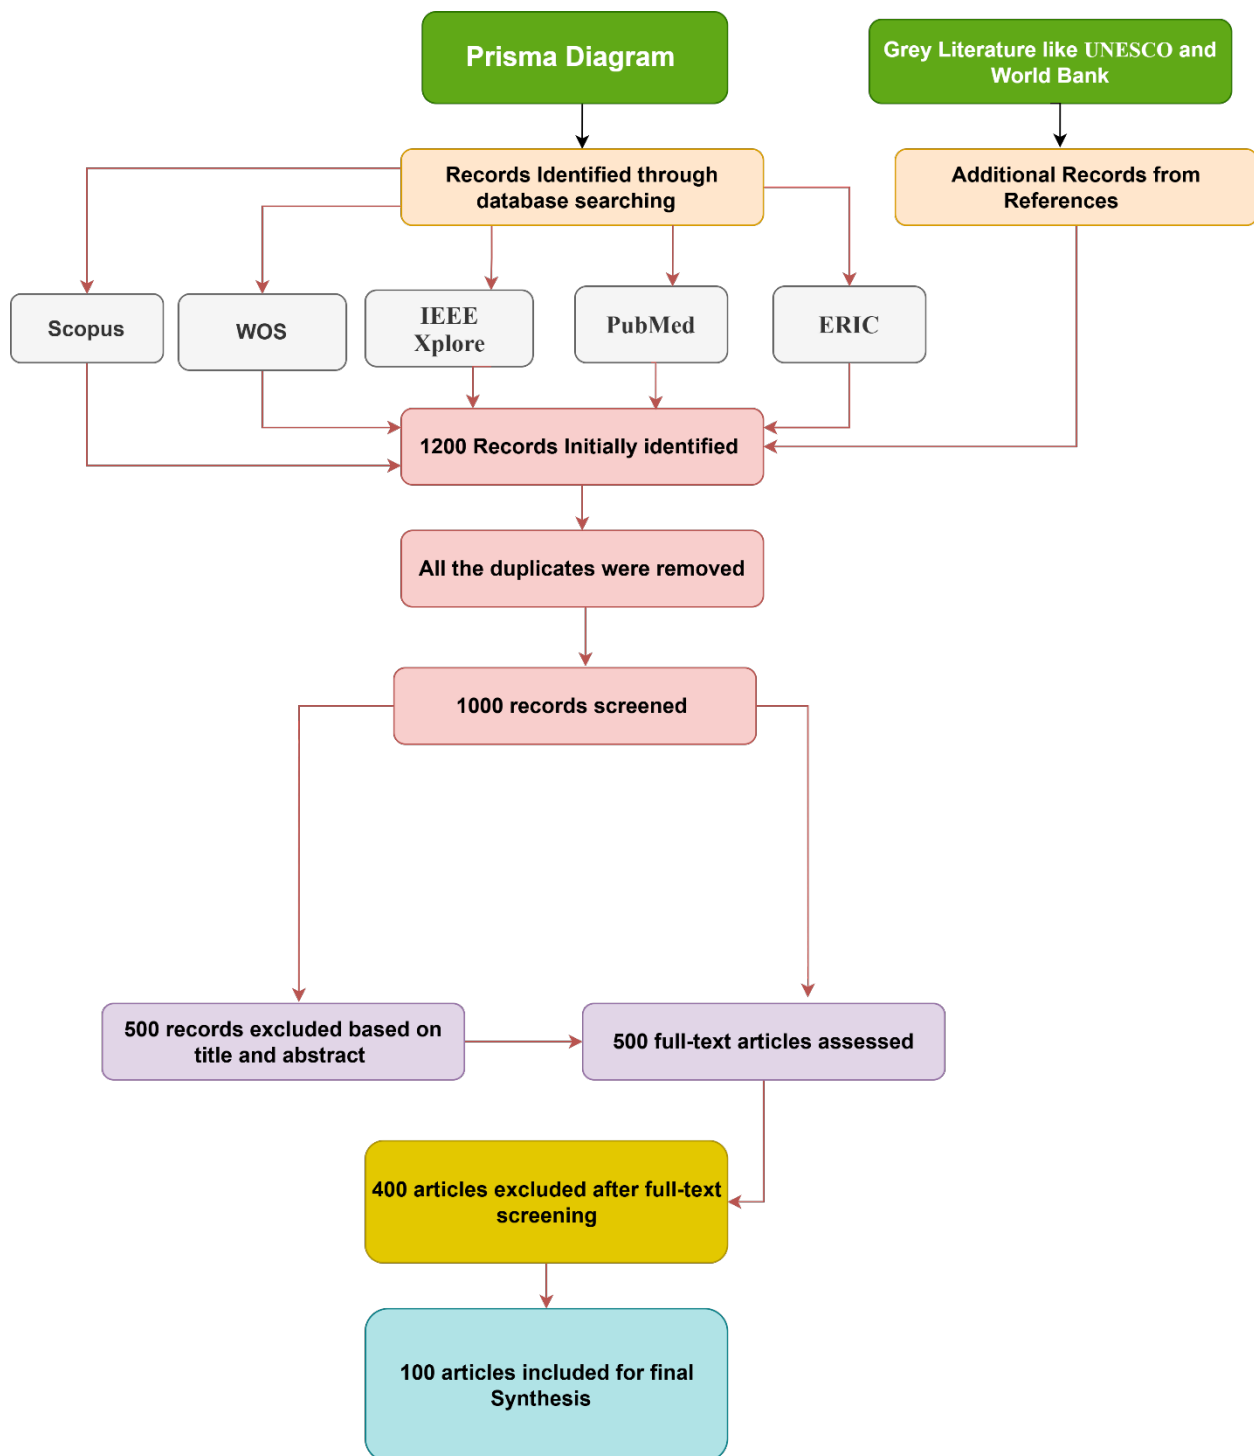 Prisma Diagram
Grey Literature like UNESCO and
World Bank
Records Identified through
database searching
Additional Records from
References
Scopus
WOS
IEEE
Xplore
PubMed
ERIC
1200 Records Initially identified
All the duplicates were removed
1000 records screened
500 records excluded based on
title and abstract
500 full-text articles assessed
400 articles excluded after full-text
screening
100 articles included for final
Synthesis